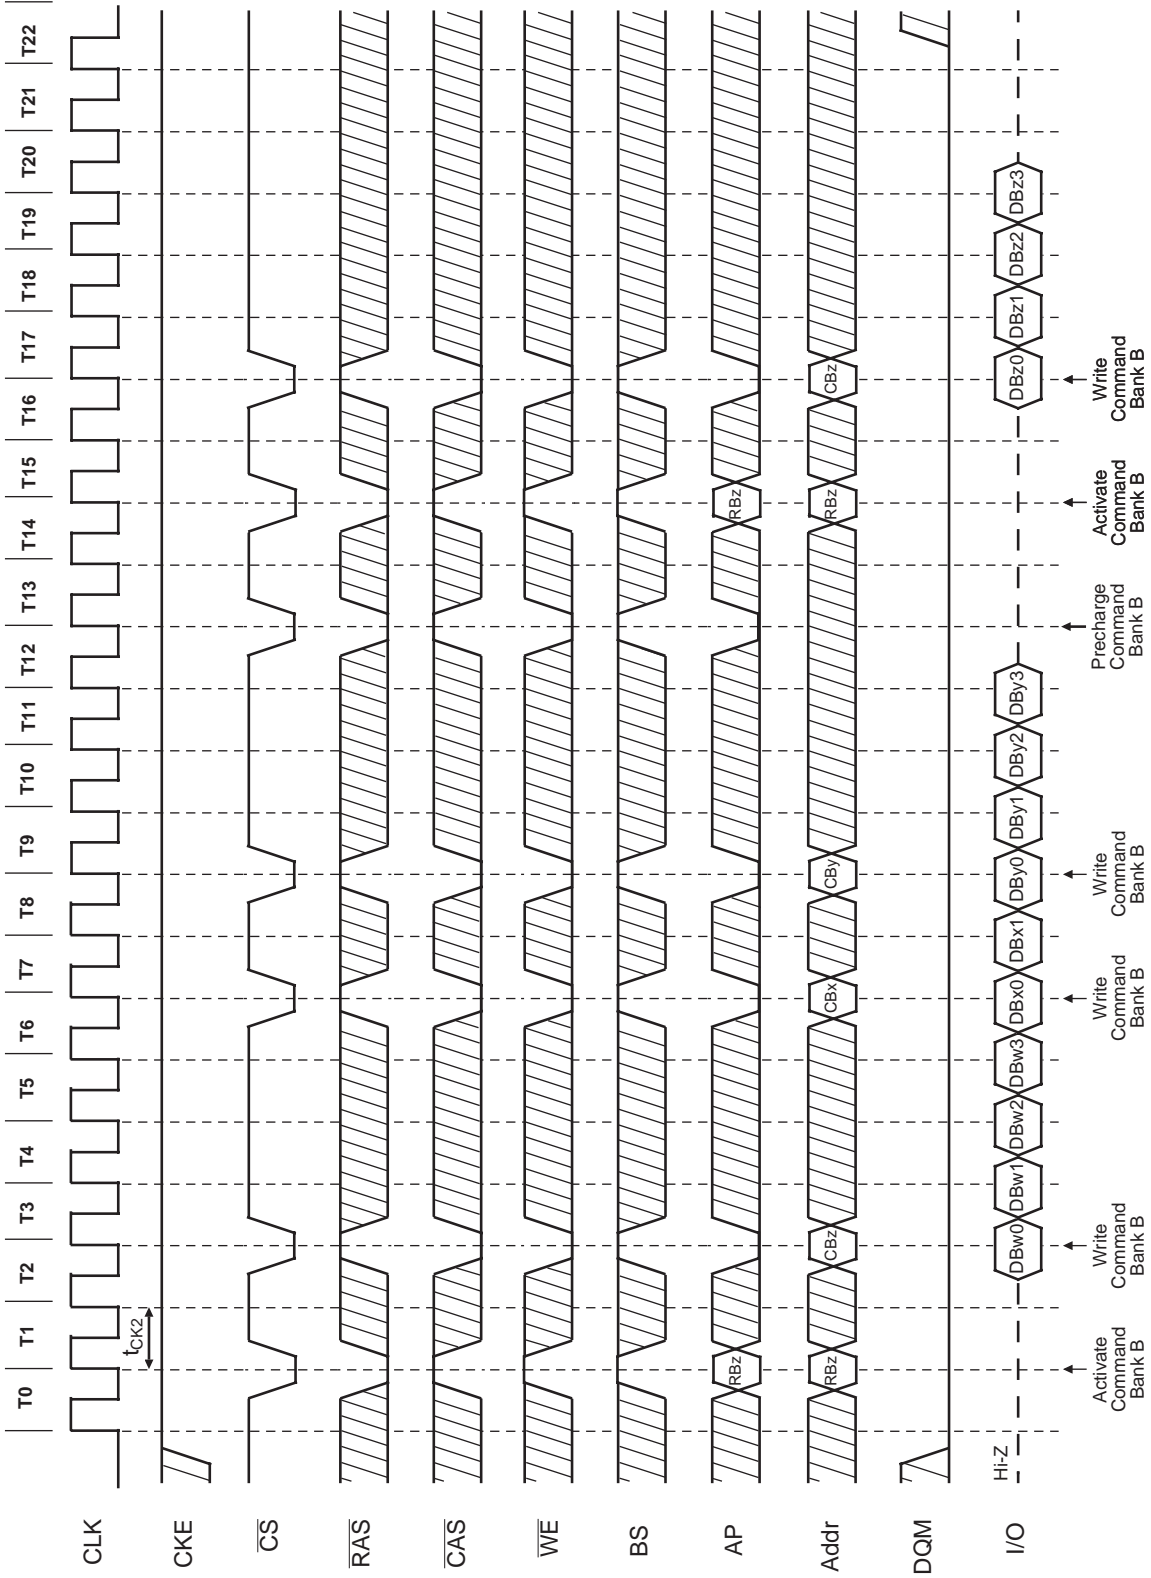 T0 T1 T2 T3 T4 T5 T6 T7 T8 T9 T10 T11 T12 T13 T14 T15 T16 T17 T18 T19 T20 T21 T22
CLK
tCK2
CKE
CS
RAS
CAS
WE
BS
AP
RBz RBz
Addr
RBz CBz CBx CBy RBz CBz
DQM
I/O
Hi-Z
DBw0 DBw1 DBw2 DBw3 DBx0 DBx1 DBy0 DBy1 DBy2 DBy3 DBz0 DBz1 DBz2 DBz3
Activate
Command
Bank B
Write
Command
Bank B
Write
Command
Bank B
Write
Command
Bank B
Precharge
Command
Bank B
Activate
Command
Bank B
Write
Command
Bank B